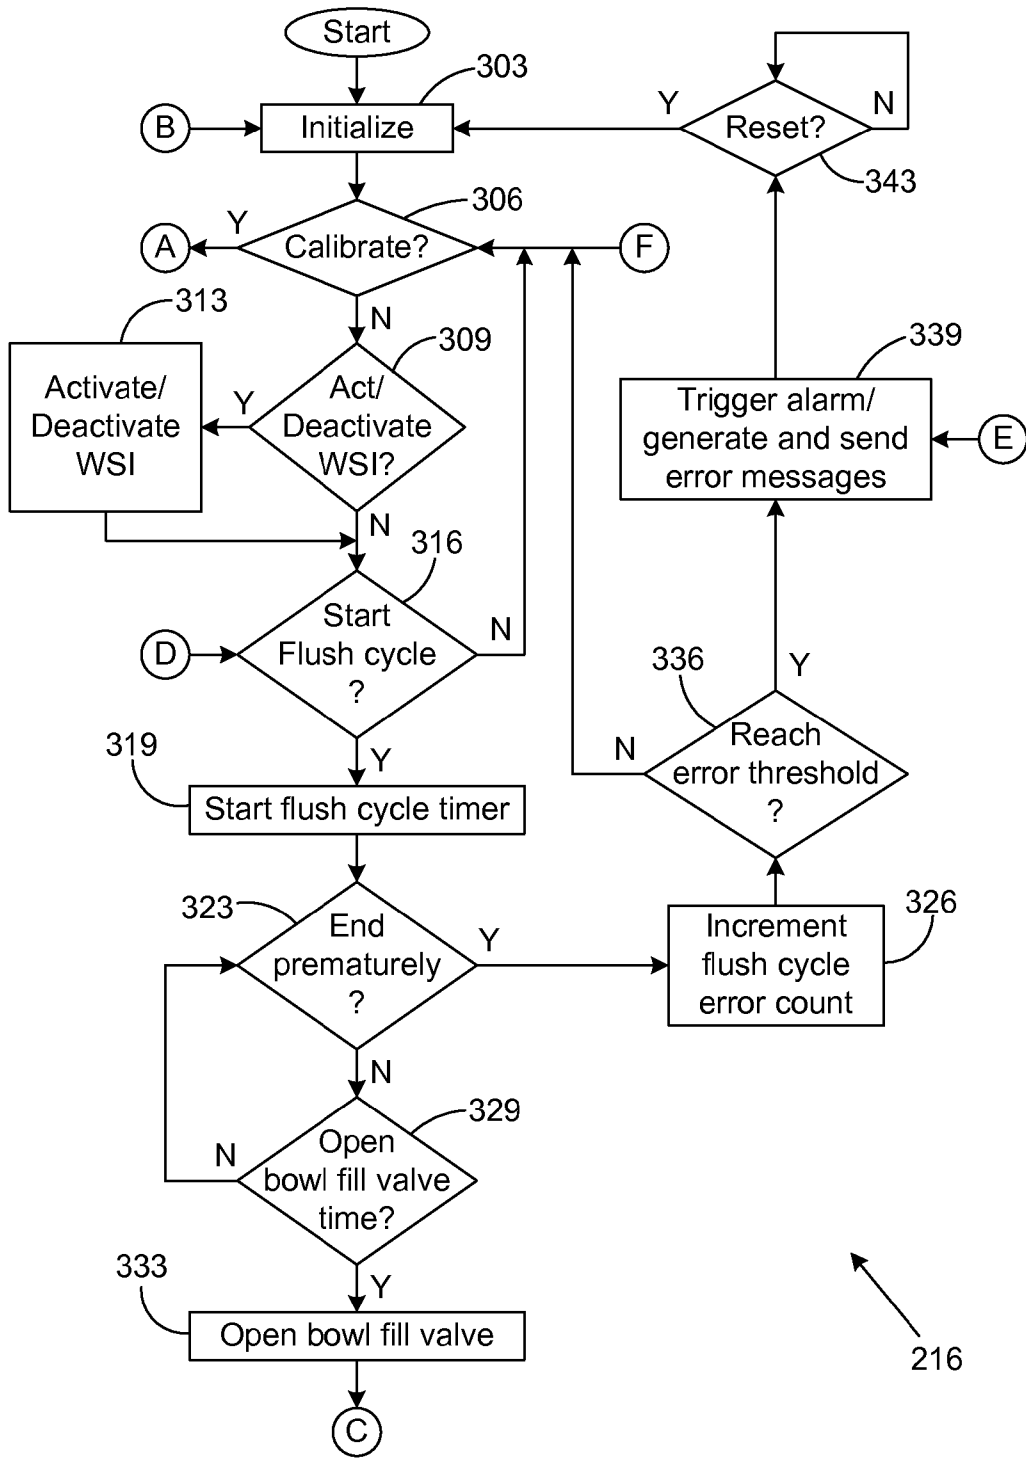 Start
303
B
Initialize
Y
Reset?
N
343
306
Y
A
Calibrate?
F
N
313
309
339
Activate/
Deactivate
WSI
Y
Act/
Deactivate
WSI?
Trigger alarm/
generate and send
error messages
E
N
316
D
Start
Flush cycle
?
N
Y
336
Reach
error threshold
?
N
Y
319
Start flush cycle timer
323
End
prematurely
?
Y
Increment
flush cycle
error count
326
N
329
Open
bowl fill valve
time?
N
Y
333
Open bowl fill valve
C
216